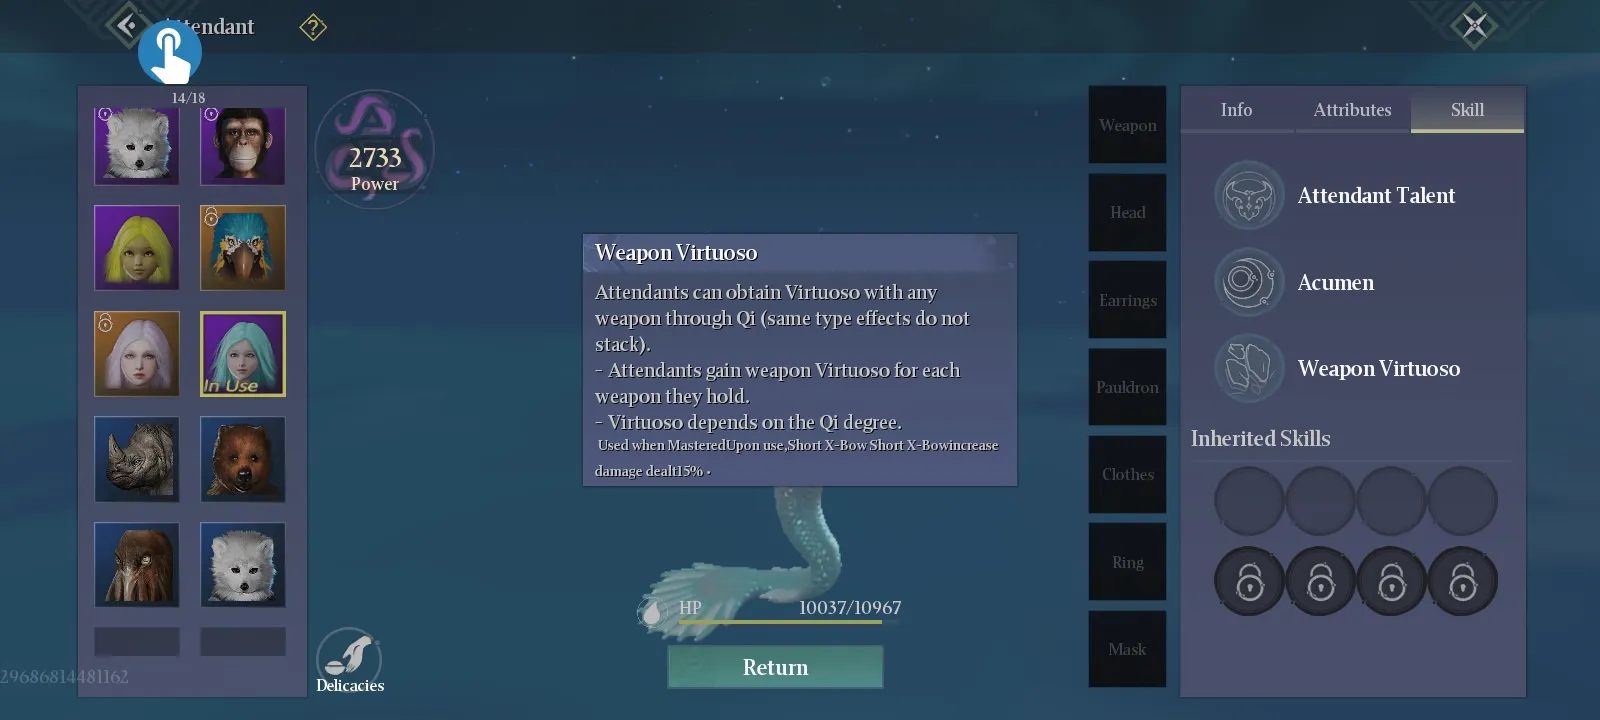 tendant
?
14/18
In Use
2733
Power
Weapon Virtuoso
Attendants can obtain Virtuoso with any
weapon through Qi (same type effects do not
stack).
- Attendants gain weapon Virtuoso for each
weapon they hold.
- Virtuoso depends on the Qi degree.
Used when MasteredUpon use,Short X-Bow Short X-Bowincrease
damage dealt15% .
HP 10037/10967
Return
Delicacies
29686814481162
Weapon
Head
Earrings
Pauldron
Clothes
Ring
Mask
Info Attributes Skill
Attendant Talent
Acumen
Weapon Virtuoso
Inherited Skills